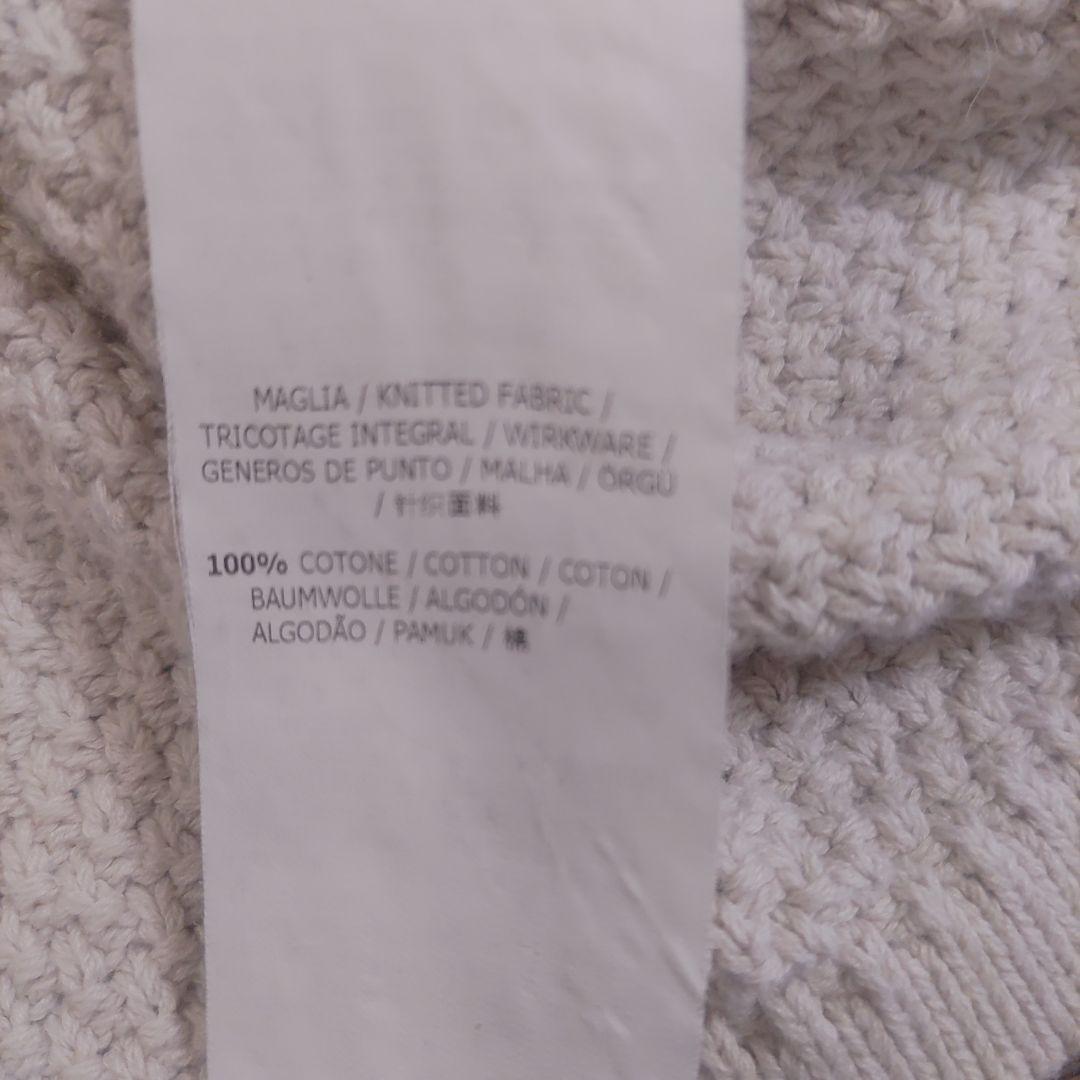 MAGLIA / KNITTED FABRIC /
TRICOTAGE INTEGRAL / WIRKWARE /
GENEROS DE PUNTO / MALHA / ÖRGÜ
/ 针织面料
100% COTONE / COTTON / COTON /
BAUMWOLLE / ALGODÓN /
ALGODÃO / PAMUK / 棉